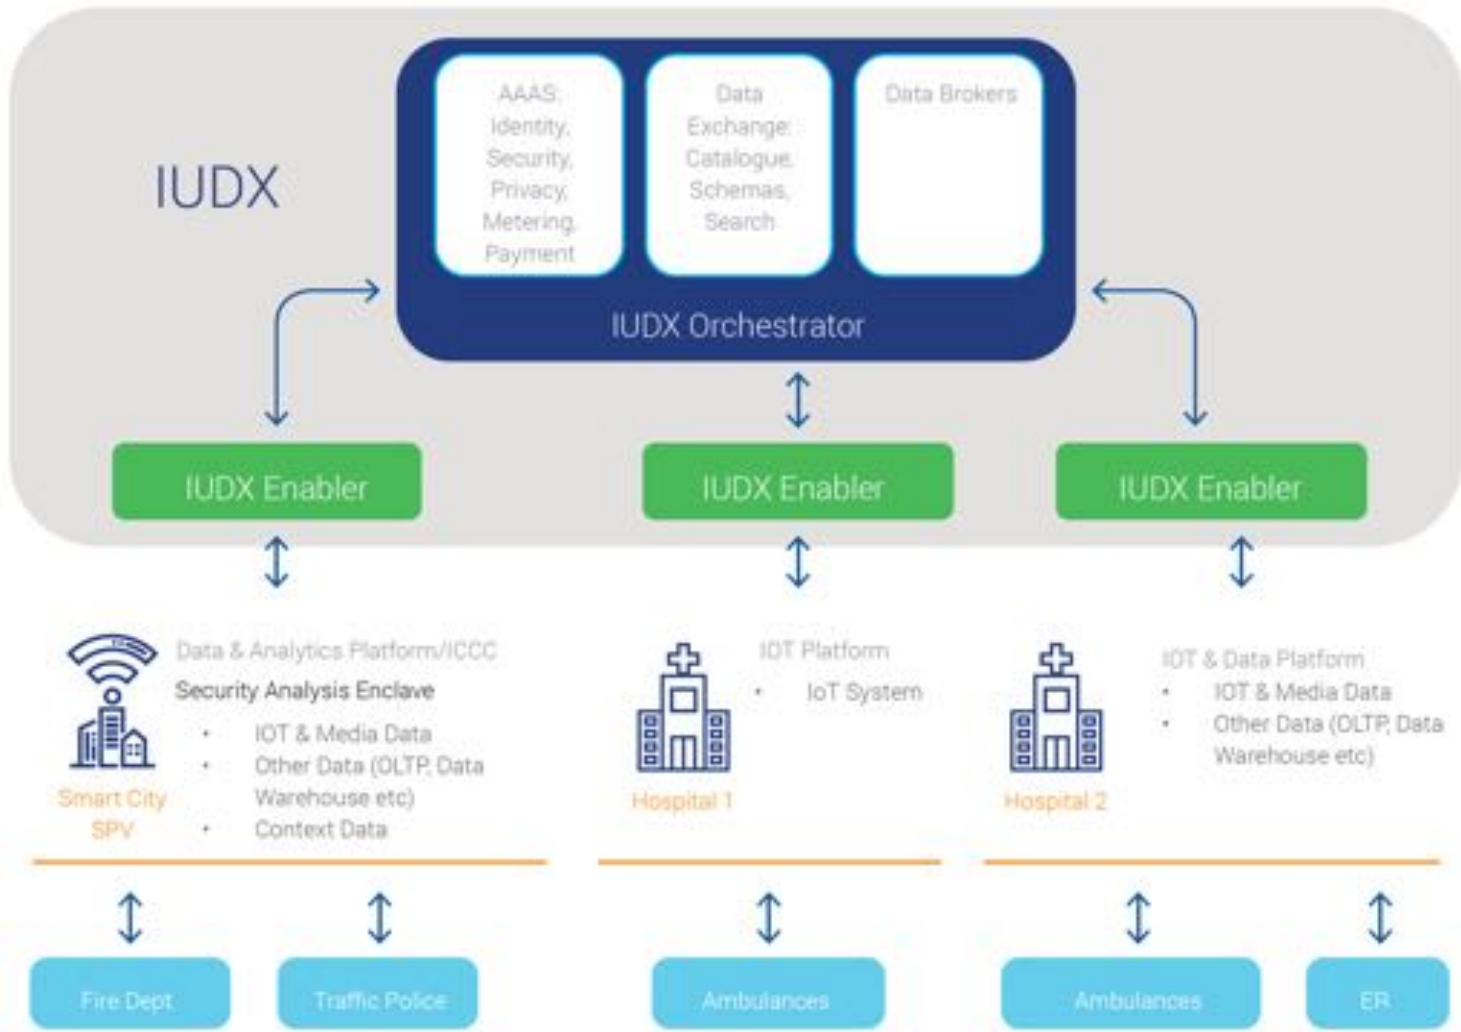 IUDX
AAAS:
Identity,
Security,
Privacy,
Metering,
Payment
Data
Exchange:
Catalogue,
Schemas,
Search
Data Brokers
IUDX Orchestrator
IUDX Enabler
IUDX Enabler
IUDX Enabler
Data & Analytics Platform/ICCC
Security Analysis Enclave
• IOT & Media Data
• Other Data (OLTP, Data
Warehouse etc)
• Context Data
Smart City
SPV
IOT Platform
• IoT System
Hospital 1
IOT & Data Platform
• IOT & Media Data
• Other Data (OLTP, Data
Warehouse etc)
Hospital 2
Fire Dept
Traffic Police
Ambulances
Ambulances
ER